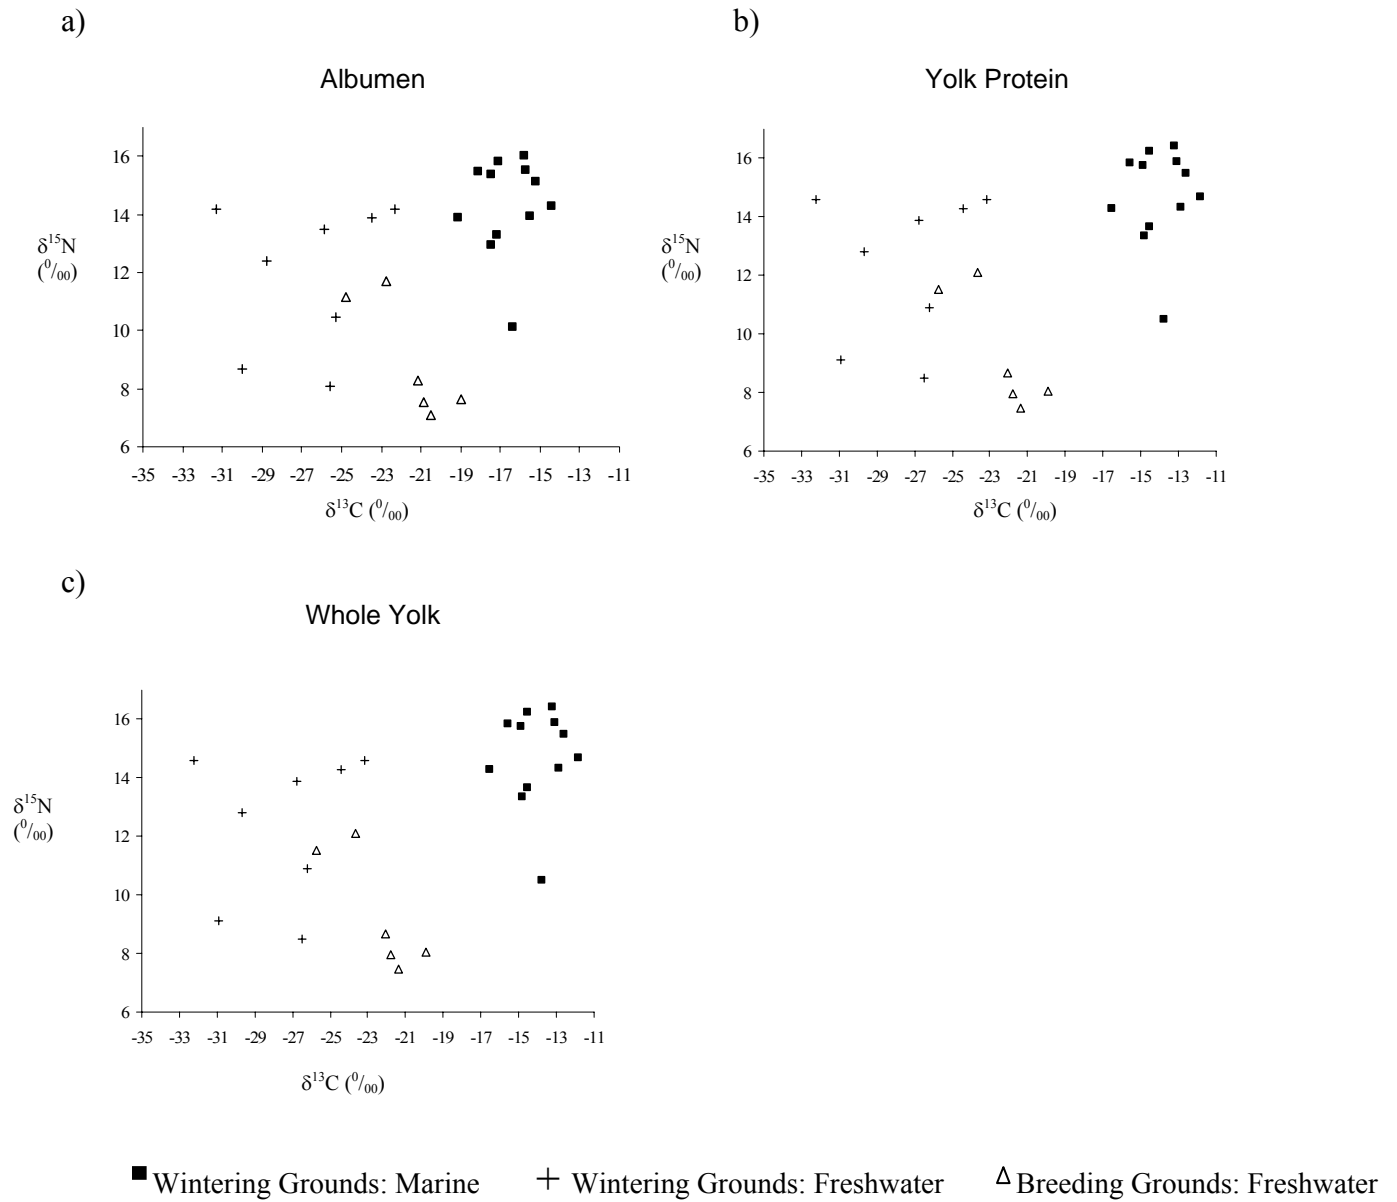 a)
Albumen
16
14
12
10
8
6
δ15N
(0/00)
-35 -33 -31 -29 -27 -25 -23 -21 -19 -17 -15 -13 -11
δ13C (0/00)
b)
Yolk Protein
16
14
12
10
8
6
δ15N
(0/00)
-35 -33 -31 -29 -27 -25 -23 -21 -19 -17 -15 -13 -11
δ13C (0/00)
c)
Whole Yolk
16
14
12
10
8
6
δ15N
(0/00)
-35 -33 -31 -29 -27 -25 -23 -21 -19 -17 -15 -13 -11
δ13C (0/00)
Wintering Grounds: Marine Wintering Grounds: Freshwater Breeding Grounds: Freshwater